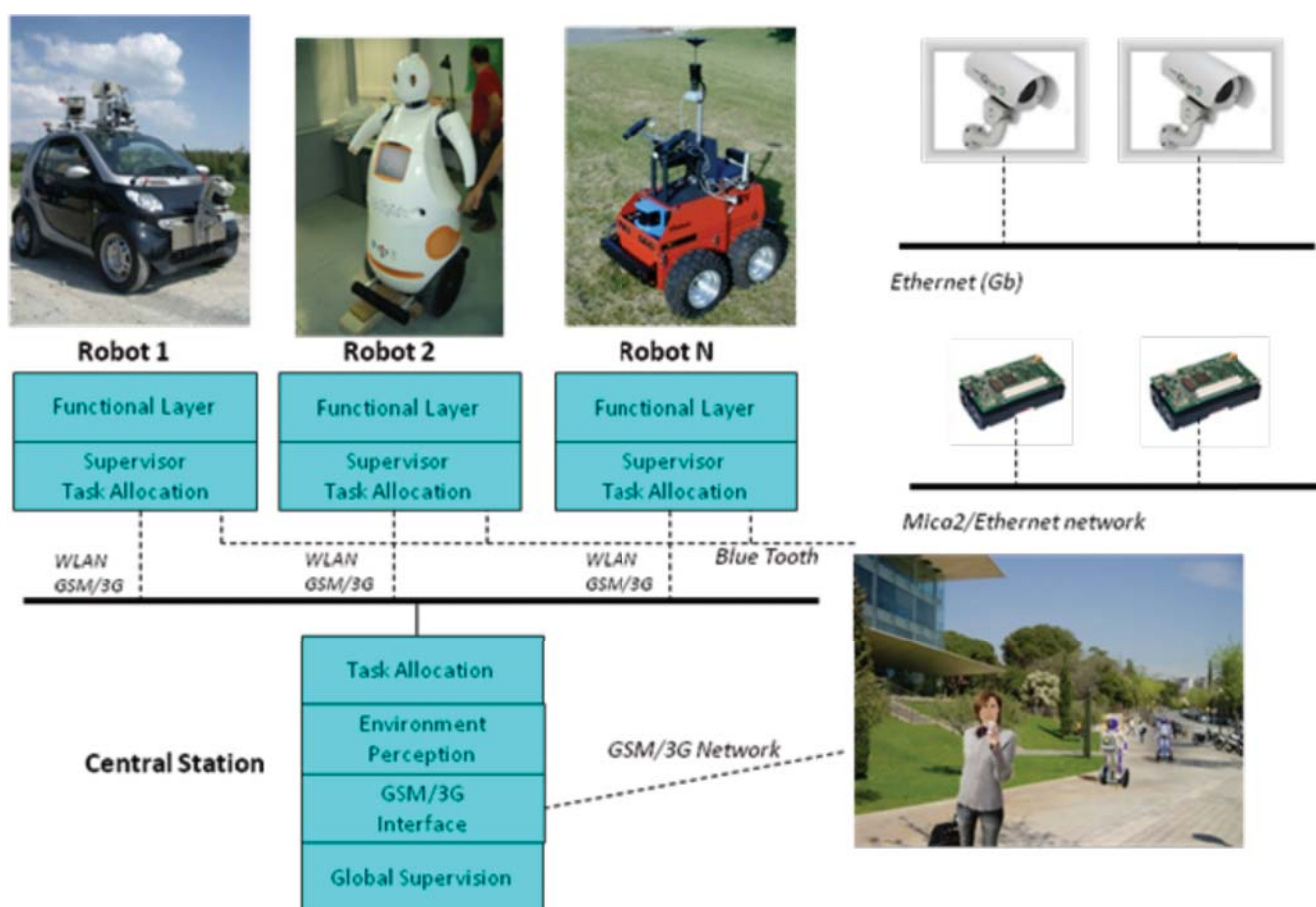 Robot 1
Robot 2
Robot N
Functional Layer
Supervisor
Task Allocation
Functional Layer
Supervisor
Task Allocation
Functional Layer
Supervisor
Task Allocation
Ethernet (Gb)
Mica2/Ethernet network
WLAN
GSM/3G
WLAN
GSM/3G
WLAN
GSM/3G
Blue Tooth
Central Station
Task Allocation
Environment
Perception
GSM/3G
Interface
Global Supervision
GSM/3G Network